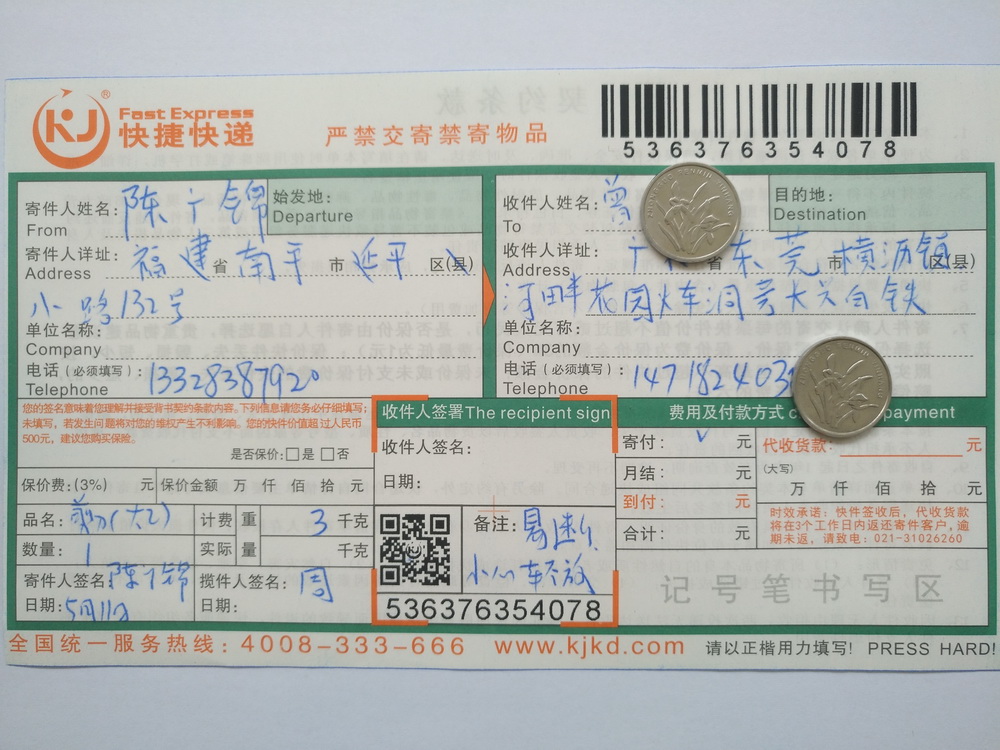 KJ
Fast Express
快捷快递
严禁交寄禁寄物品
536376354078
寄件人姓名: 陈广锦
From
始发地:
Departure
寄件人详址: 福建省南平市延平区(县)
Address
小路132号
单位名称:
Company
电话(必须填写): 13328387920
Telephone
收件人姓名: 曾
To
目的地:
Destination
收件人详址: 广 省东莞市横沥镇区(县)
Address
河畔花园
单位名称:
Company
电话(必须填写): 147182403
Telephone
您的签名意味着您理解并接受背书契约条款内容。下列信息请您务必仔细填写;
未填写,若发生问题将对您的维权产生不利影响。您的快件价值超过人民币
500元,建议您购买保险。
是否保价: □是 □否
保价费:(3%) 元 保价金额 万 仟 佰 拾 元
品名: (大) 计费重量 3 千克
数量: 1 实际 千克
寄件人签名: 陈广锦
日期: 5月11日
揽件人签名: 周
日期:
收件人签署The recipient sign
收件人签名:
日期:
备注: 易
小心轻放
536376354078
费用及付款方式 c payment
寄付: √ 元
月结: 元
到付: 元
合计: 元
代收货款: 元
(大写)
万 仟 佰 拾 元
时效承诺: 快件签收后, 代收货款
将在3个工作日内返还寄件客户,逾
期未返, 请致电: 021-31026260
记号笔书写区
全国统一服务热线: 4008-333-666 www.kjkd.com 请以正楷用力填写! PRESS HARD!